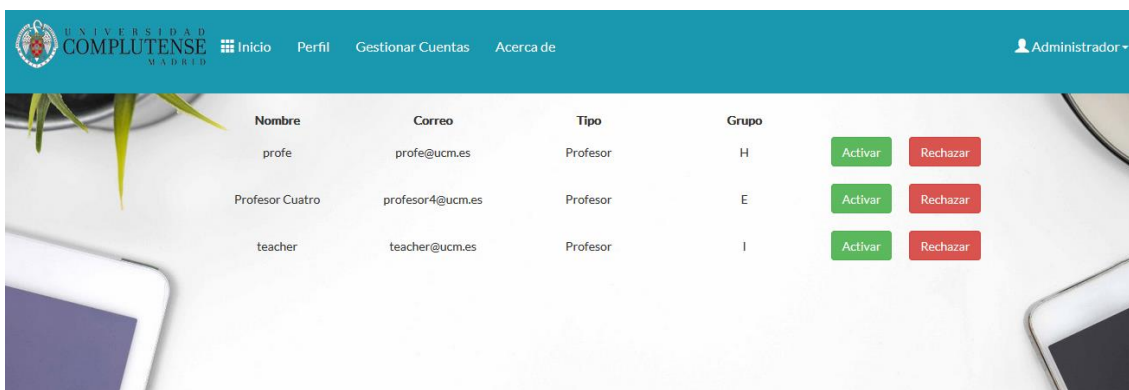 UNIVERSIDAD
COMPLUTENSE
MADRID
Inicio Perfil Gestionar Cuentas Acerca de Administrador
Nombre Correo Tipo Grupo
profe profe@ucm.es Profesor H Activar Rechazar
Profesor Cuatro profesor4@ucm.es Profesor E Activar Rechazar
teacher teacher@ucm.es Profesor I Activar Rechazar